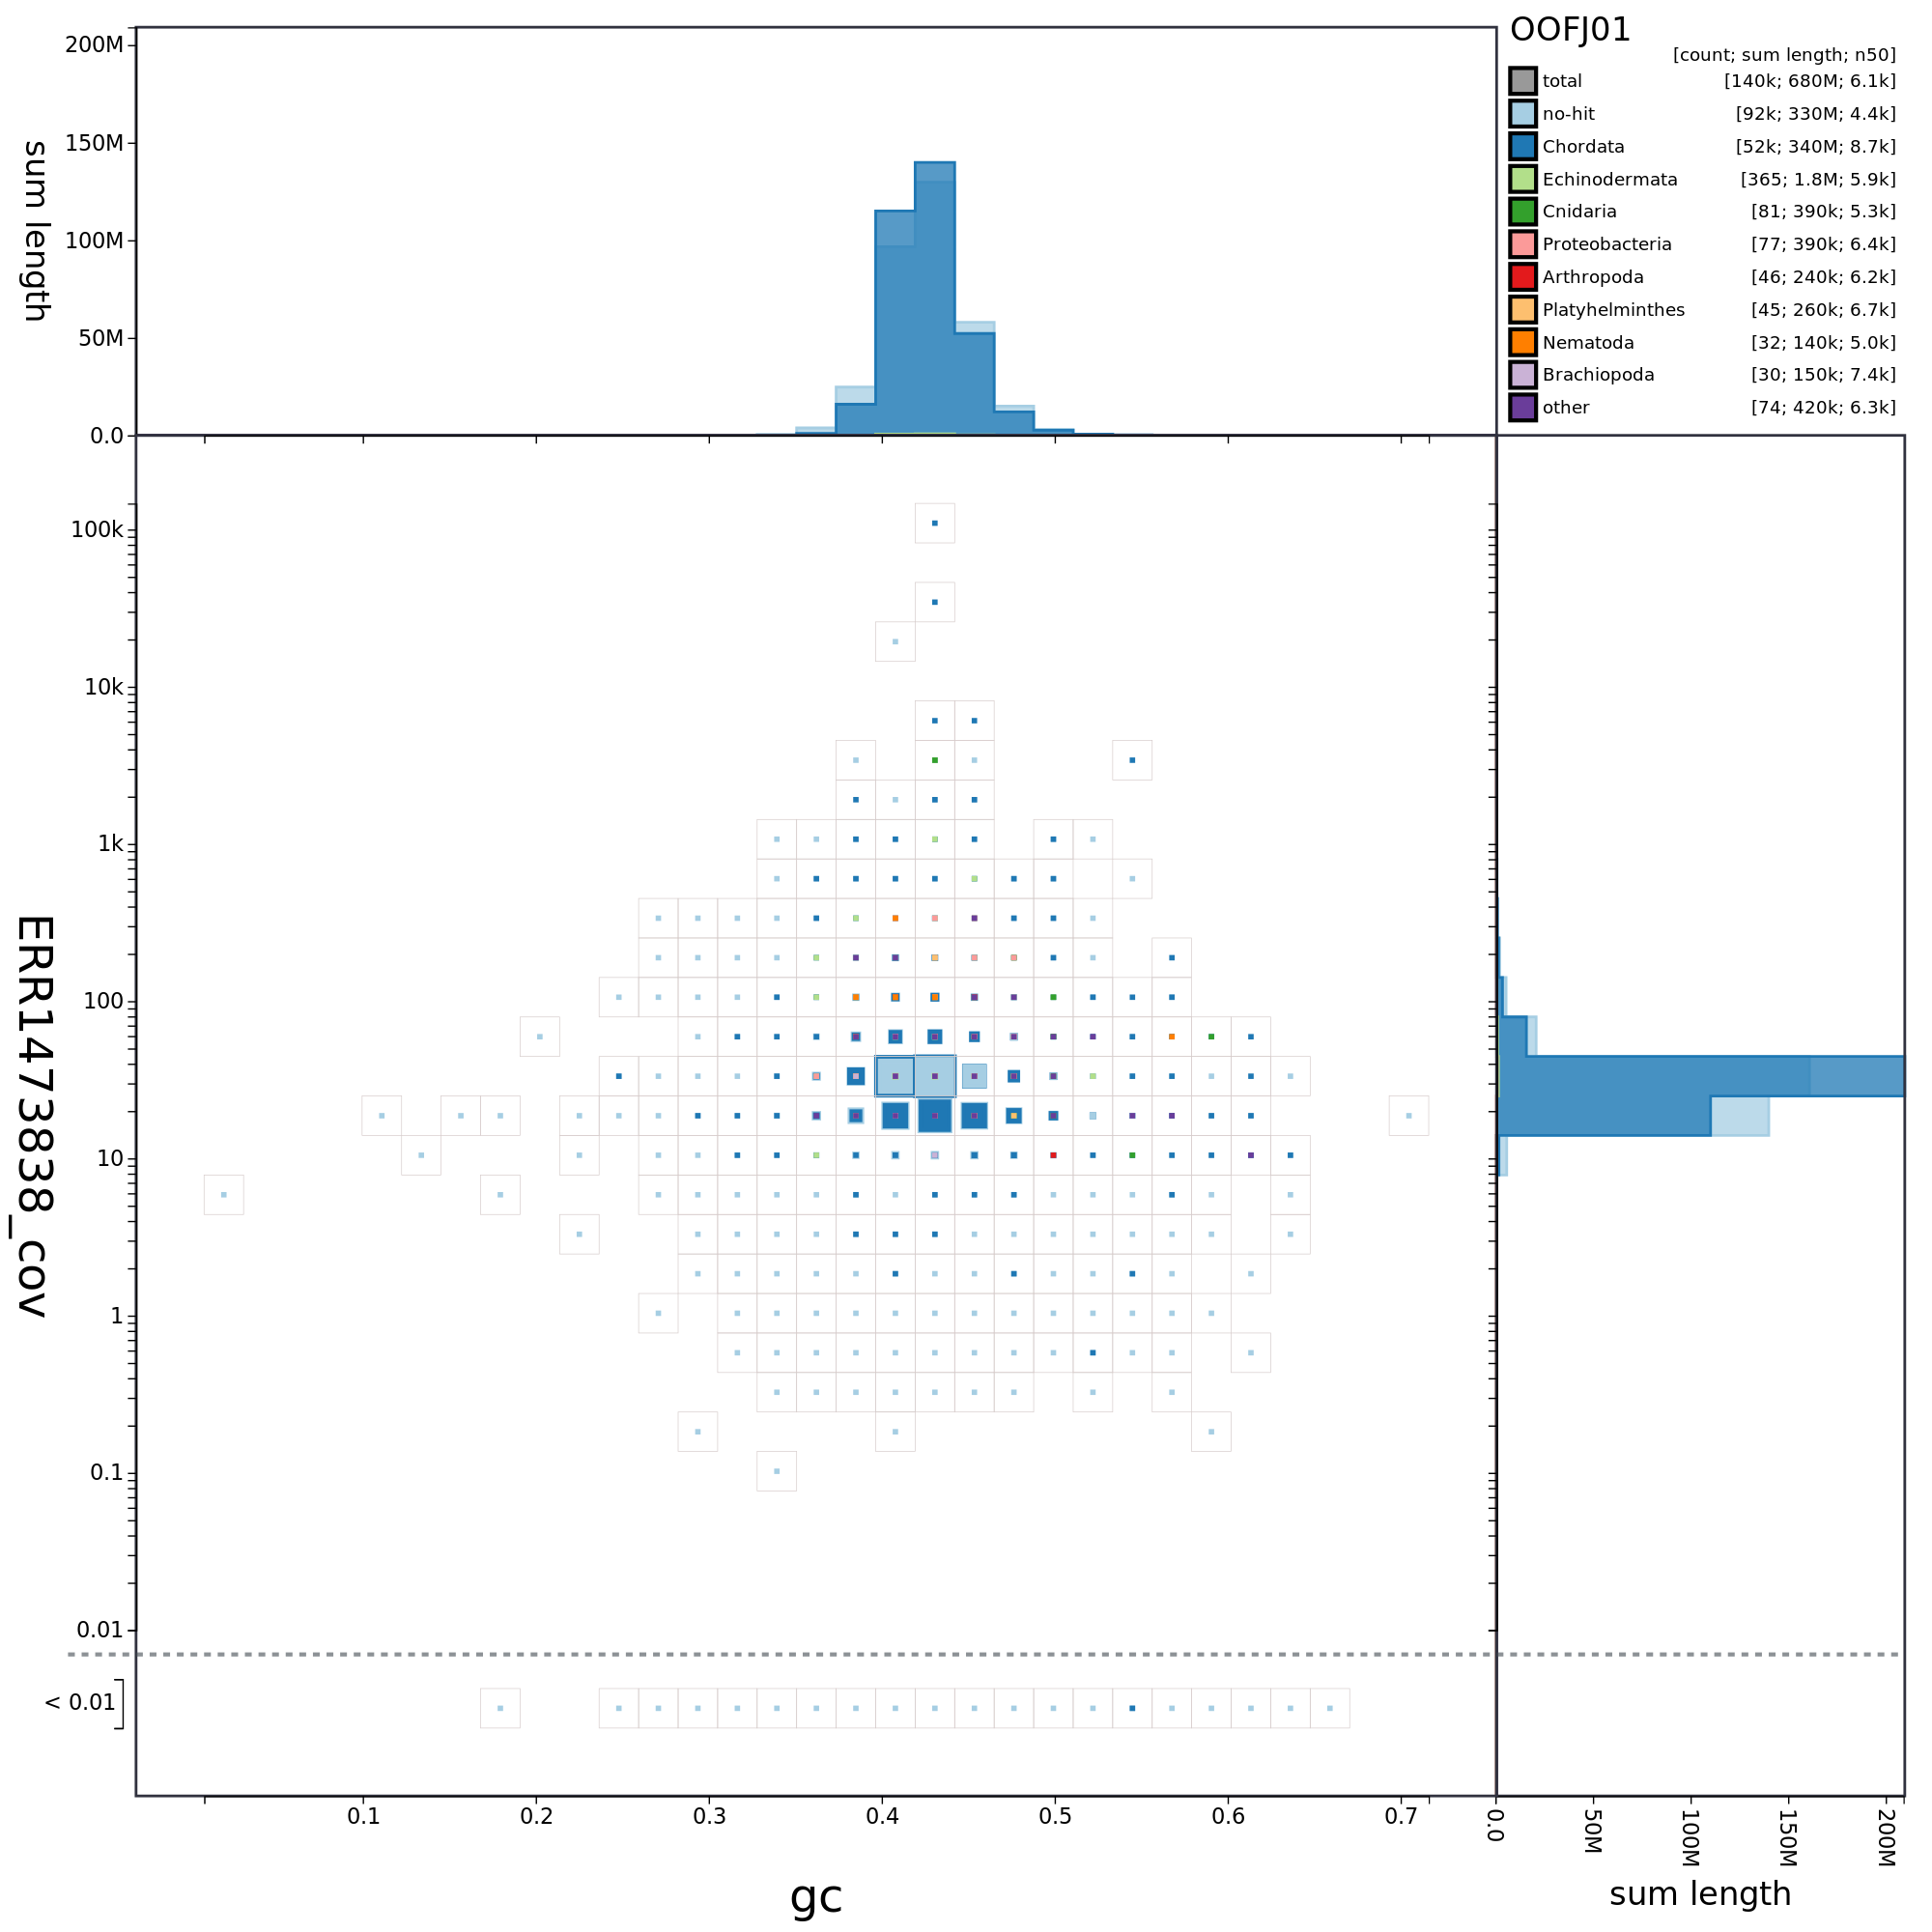 OOFJ01
[count; sum length; n50]
total [140k; 680M; 6.1k]
no-hit [92k; 330M; 4.4k]
Chordata [52k; 340M; 8.7k]
Echinodermata [365; 1.8M; 5.9k]
Cnidaria [81; 390k; 5.3k]
Proteobacteria [77; 390k; 6.4k]
Arthropoda [46; 240k; 6.2k]
Platyhelminthes [45; 260k; 6.7k]
Nematoda [32; 140k; 5.0k]
Brachiopoda [30; 150k; 7.4k]
other [74; 420k; 6.3k]
sum length
200M
150M
100M
50M
0.0
ERR1473838_cov
100k
10k
1k
100
10
1
0.1
0.01
< 0.01
0.1 0.2 0.3 0.4 0.5 0.6 0.7
gc
0.0 50M 100M 150M 200M
sum length